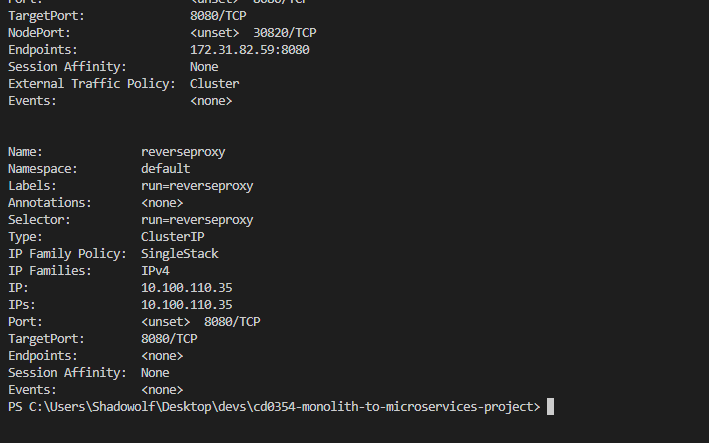 Port:                     <unset>  8080/TCP
TargetPort:               8080/TCP
NodePort:                 <unset>  30820/TCP
Endpoints:                172.31.82.59:8080
Session Affinity:         None
External Traffic Policy:  Cluster
Events:                   <none>
Name:              reverseproxy
Namespace:         default
Labels:            run=reverseproxy
Annotations:       <none>
Selector:          run=reverseproxy
Type:              ClusterIP
IP Family Policy:  SingleStack
IP Families:       IPv4
IP:                10.100.110.35
IPs:               10.100.110.35
Port:              <unset>  8080/TCP
TargetPort:        8080/TCP
Endpoints:         <none>
Session Affinity:  None
Events:            <none>
PS C:\Users\Shadowolf\Desktop\devs\cd0354-monolith-to-microservices-project>